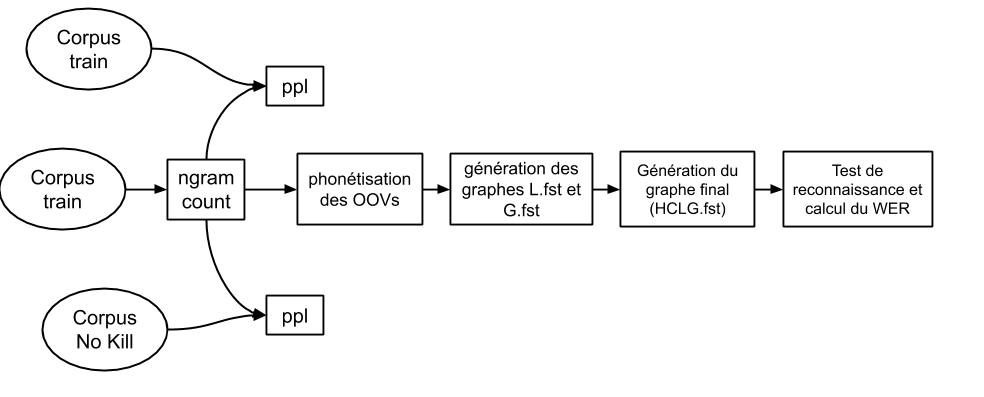 Corpus
train
ppl
Corpus
train
ngram
count
phonétisation
des OOVs
génération des
graphes L.fst et
G.fst
Génération du
graphe final
(HCLG.fst)
Test de
reconnaissance et
calcul du WER
Corpus
No Kill
ppl